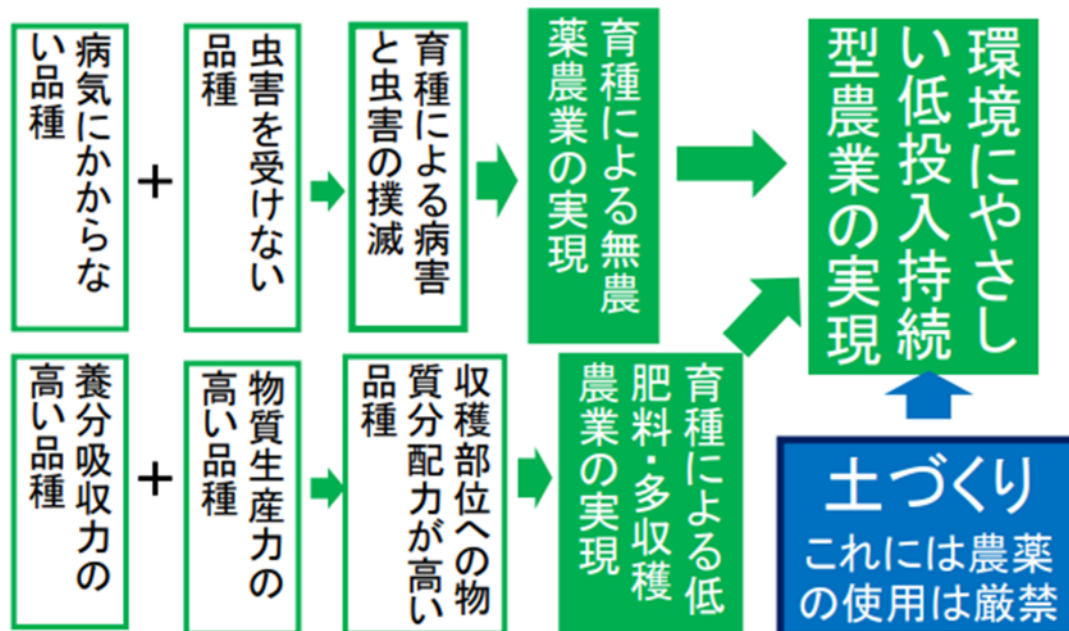 病気にかからな
い品種
+
虫害を受けない
品種
育種による病害
と虫害の撲滅
育種による無農
薬農業の実現
環境にやさし
い低投入持続
型農業の実現
養分吸収力の
高い品種
+
物質生産力の
高い品種
収穫部位への物
質分配力が高い
品種
育種による低
肥料・多収穫
農業の実現
土づくり
これには農薬
の使用は厳禁